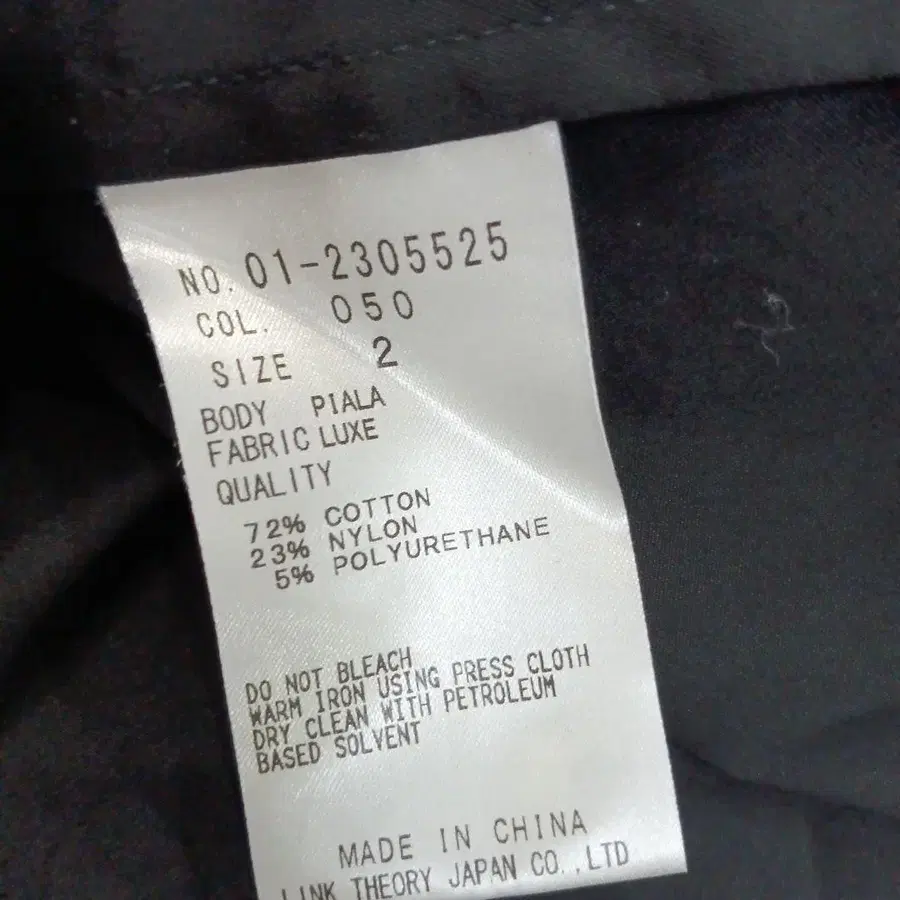 NO. 01-2305525
COL. 050
SIZE 2
BODY PIALA
FABRIC LUXE
QUALITY
72% COTTON
23% NYLON
5% POLYURETHANE
DO NOT BLEACH
WARM IRON USING PRESS CLOTH
DRY CLEAN WITH PETROLEUM
BASED SOLVENT
MADE IN CHINA
LINK THEORY JAPAN CO.,LTD